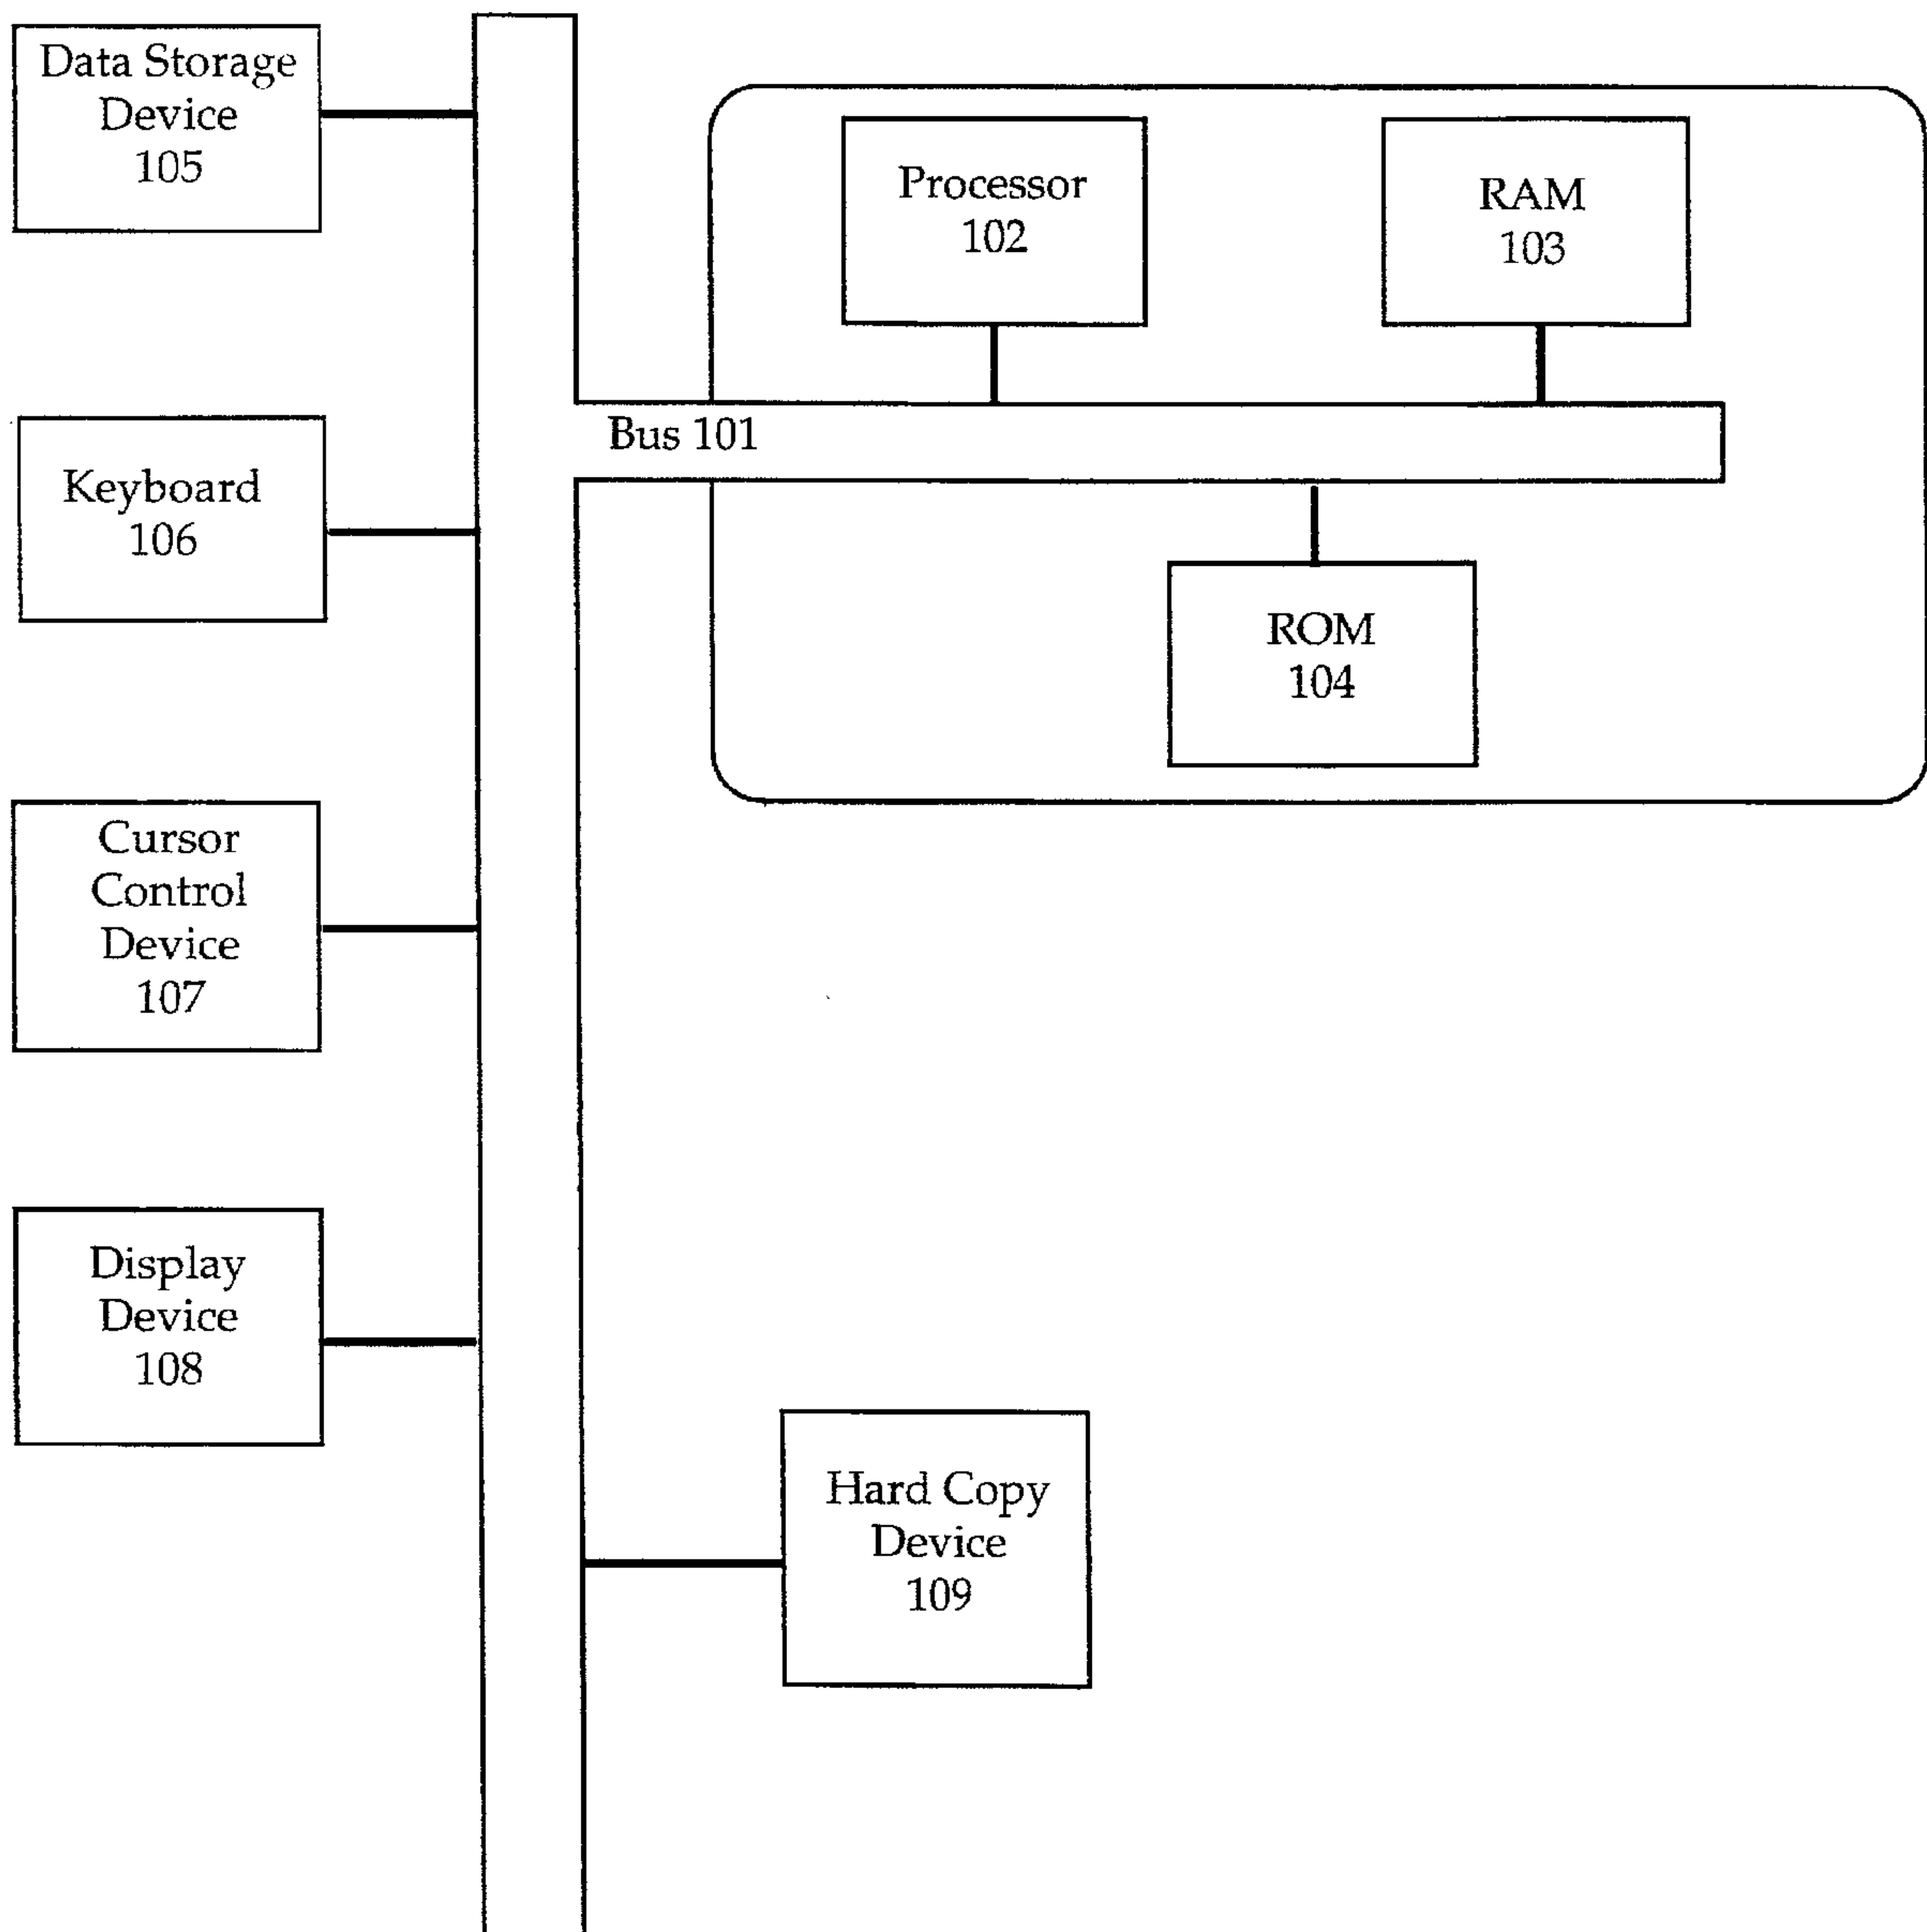 Data Storage
Device
105
Processor
102
RAM
103
Bus 101
Keyboard
106
ROM
104
Cursor
Control
Device
107
Display
Device
108
Hard Copy
Device
109